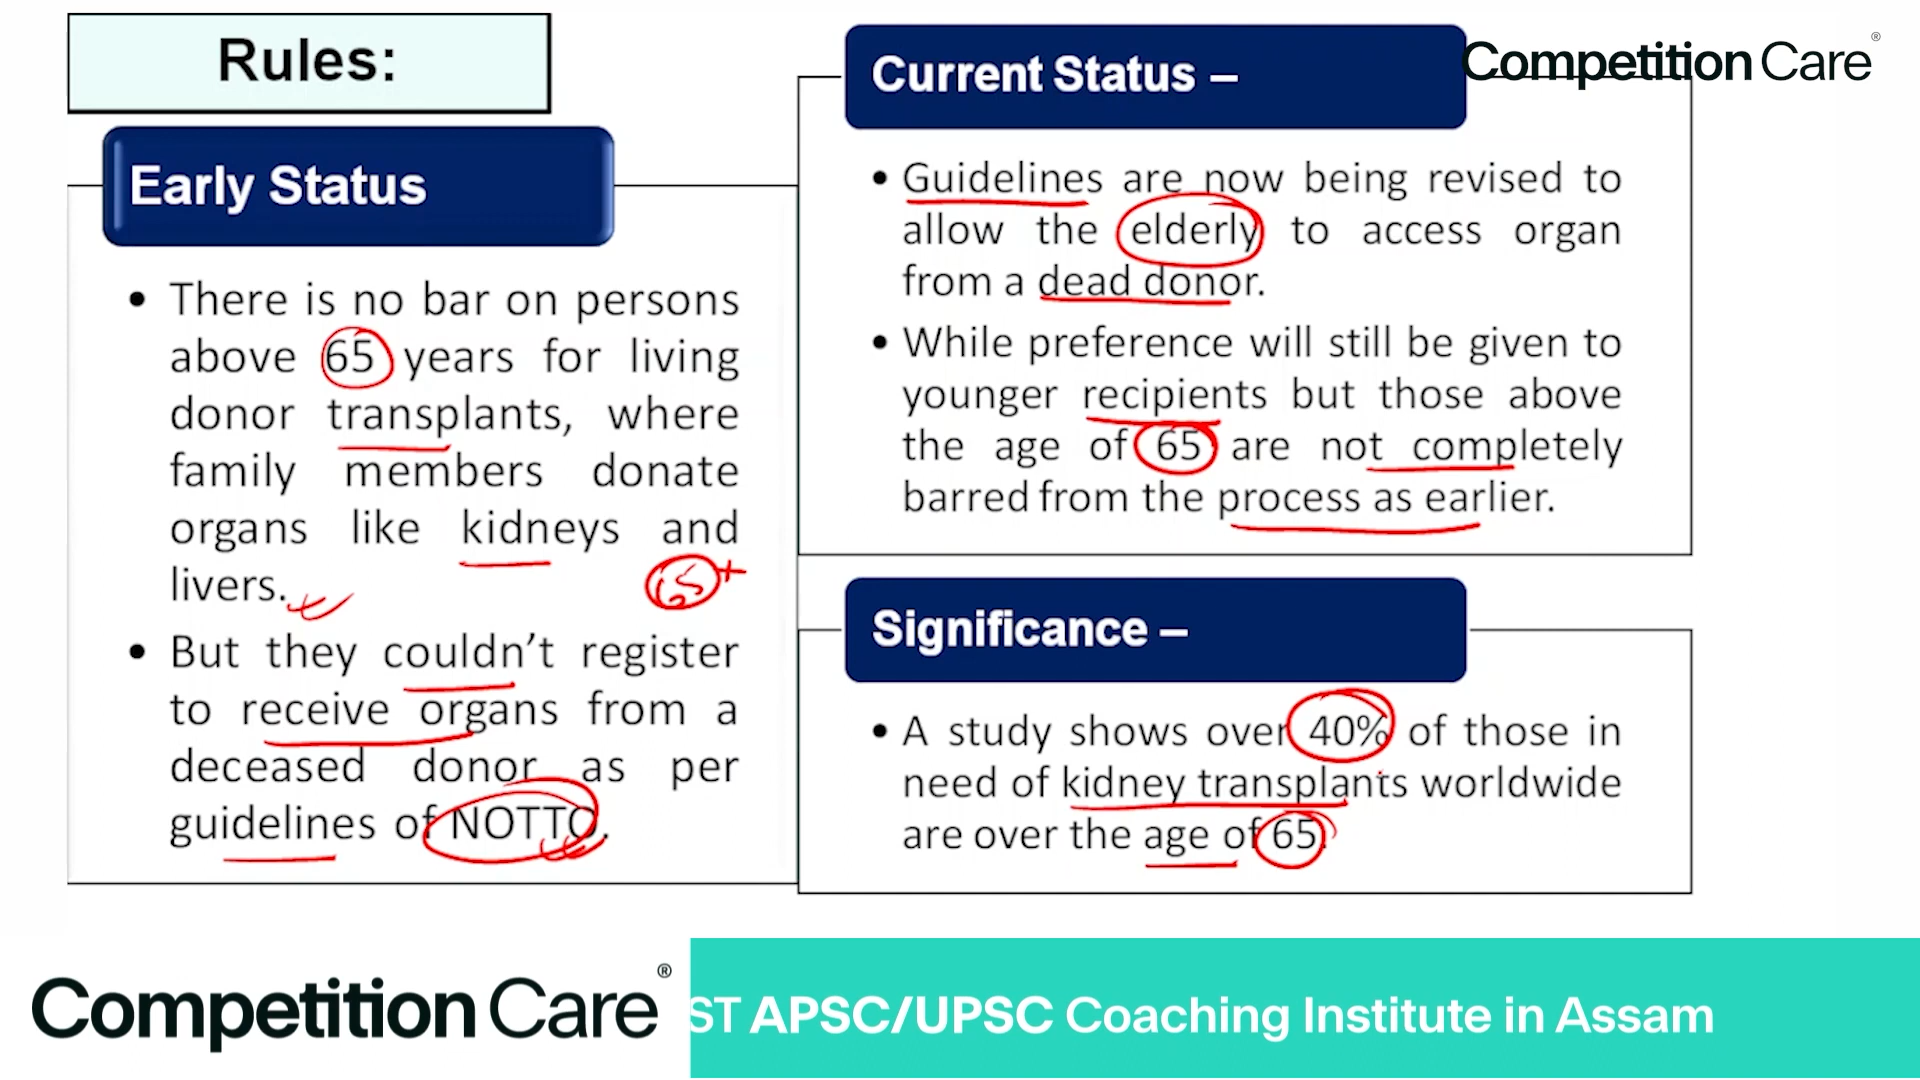 Rules:
Early Status
• There is no bar on persons
above 65 years for living
donor transplants, where
family members donate
organs like kidneys and
livers.
65+
• But they couldn't register
to receive organs from a
deceased donor as per
guidelines of NOTTO.
Current Status –
• Guidelines are now being revised to
allow the elderly to access organ
from a dead donor.
• While preference will still be given to
younger recipients but those above
the age of 65 are not completely
barred from the process as earlier.
Significance –
• A study shows over 40% of those in
need of kidney transplants worldwide
are over the age of 65.
Competition Care®
Competition Care®
ST APSC/UPSC Coaching Institute in Assam